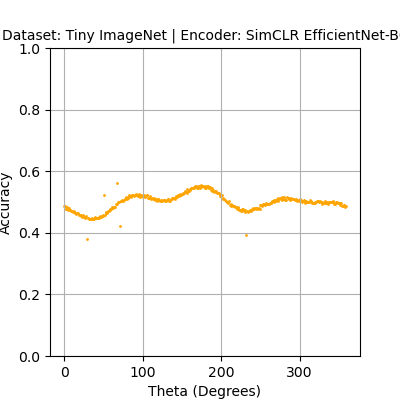 Dataset: Tiny ImageNet | Encoder: SimCLR EfficientNet-B
1.0
0.8
0.6
0.4
0.2
0.0
Accuracy
0 100 200 300
Theta (Degrees)